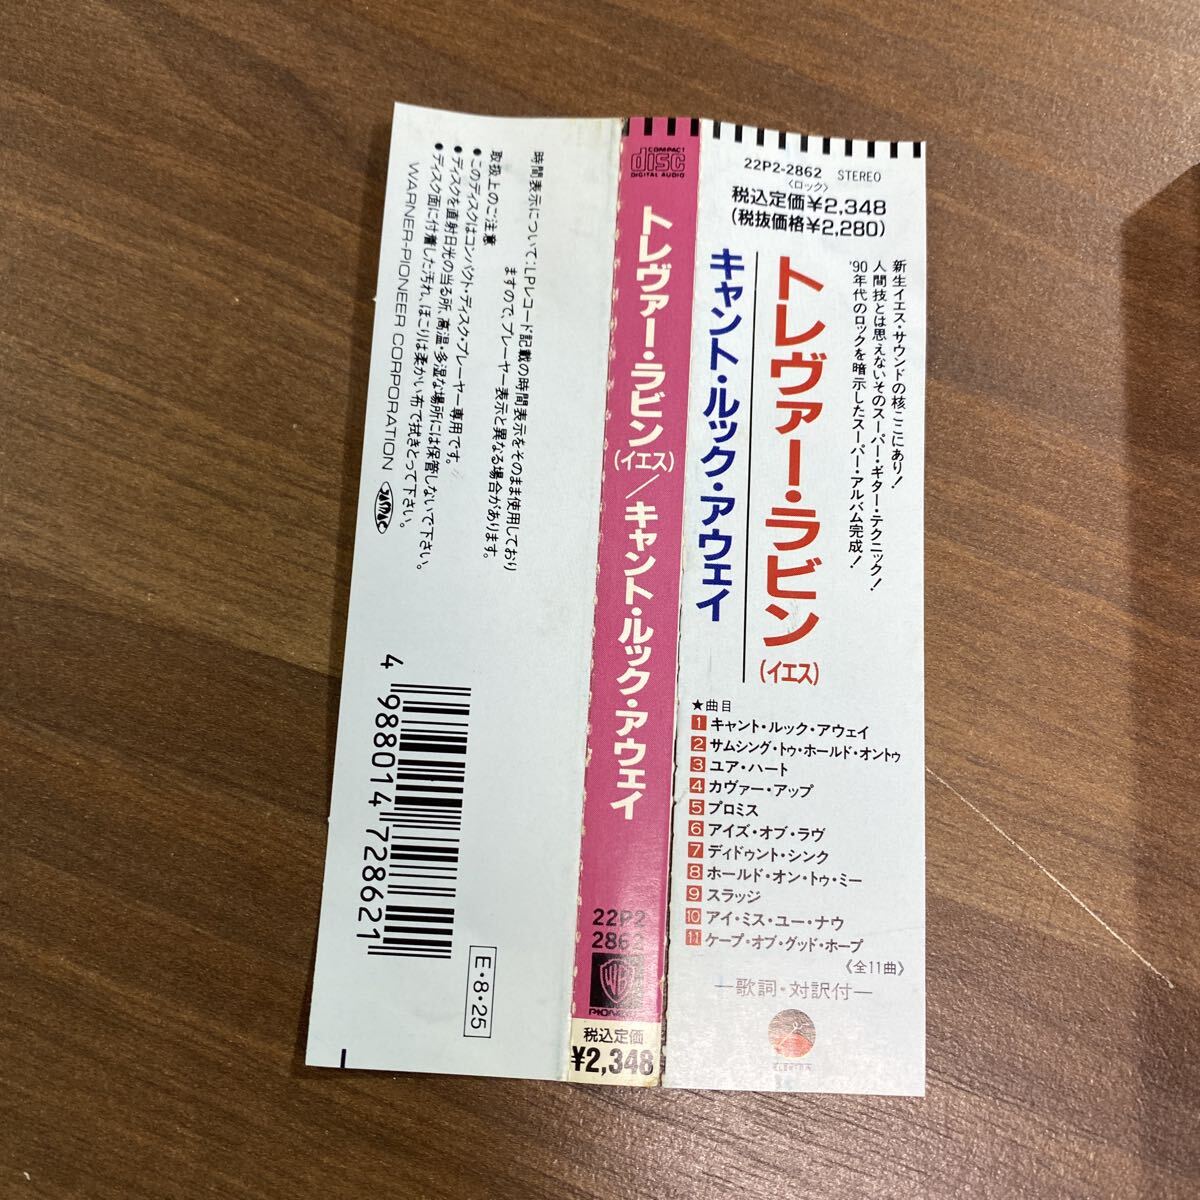 22P2-2862 STEREO
〈ロック〉
税込定価¥2,348
(税抜価格¥2,280)
新生イエス・サウンドの核ここにあり!
人間技とは思えないそのスーパー・ギター・テクニック!
'90年代のロックを暗示したスーパー・アルバム完成!
トレヴァー・ラビン
(イエス)
キャント・ルック・アウェイ
★曲目
1 キャント・ルック・アウェイ
2 サムシング・トゥ・ホールド・オントゥ
3 ユア・ハート
4 カヴァー・アップ
5 プロミス
6 アイズ・オブ・ラヴ
7 ディドゥント・シンク
8 ホールド・オン・トゥ・ミー
9 スラッジ
10 アイ・ミス・ユー・ナウ
11 ケープ・オブ・グッド・ホープ
《全11曲》
—歌詞・対訳付—
ELEKTRA
COMPACT
disc
DIGITAL AUDIO
トレヴァー・ラビン(イエス)/キャント・ルック・アウェイ
22P2
2862
WB
PIONEER
税込定価
¥2,348
時間表示について:LPレコード記載の時間表示をそのまま使用しており
ますので、プレーヤー表示と異なる場合があります。
取扱上のご注意
●このディスクはコンパクト・ディスク・プレーヤー専用です。
●ディスクを直射日光の当る所、高温・多湿な場所には保管しないで下さい。
●ディスク面に付着した汚れ、ほこりは柔かい布で拭きとって下さい。
WARNER-PIONEER CORPORATION
4 988014 728621
E・8・25